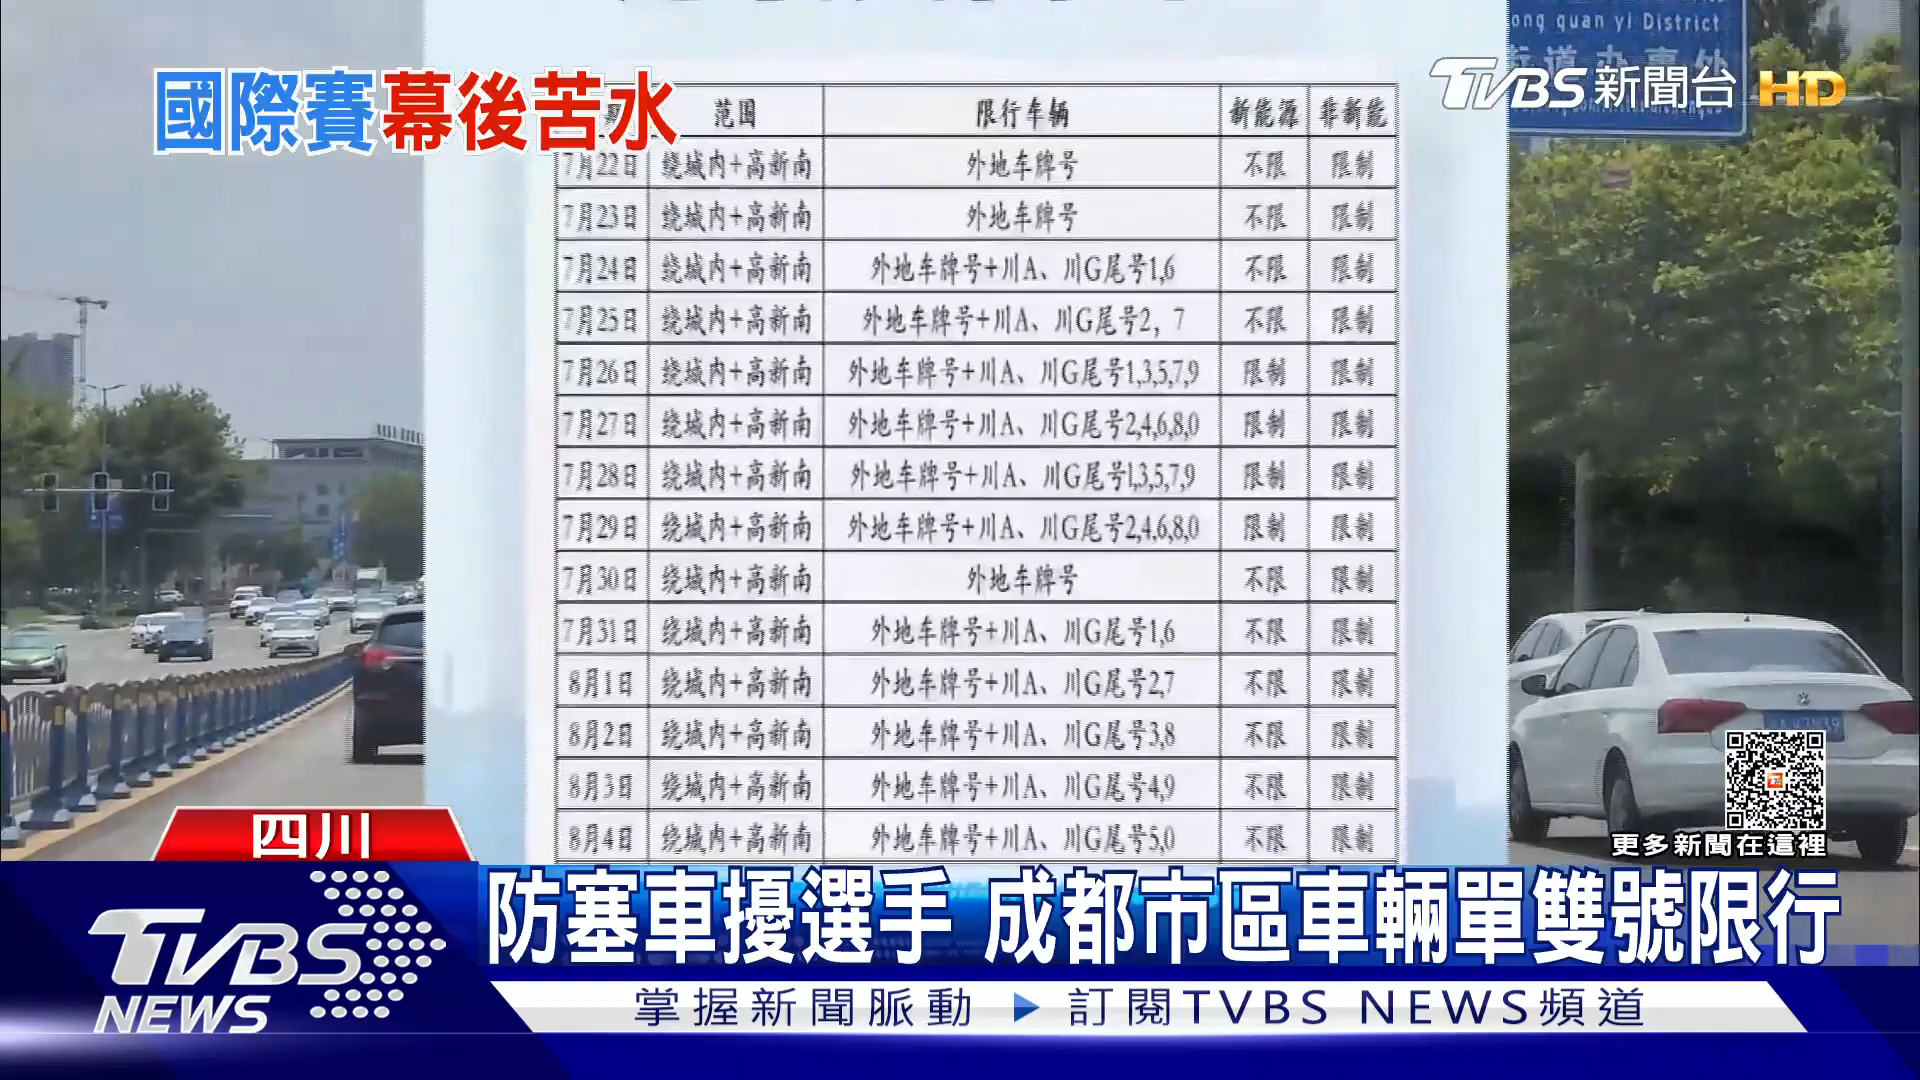 ong quan yi District
TVBS新聞台 HD
國際賽幕後苦水
范围 限行车辆 新能源 非新能
7月22日 绕城内+高新南 外地车牌号 不限 限制
7月23日 绕城内+高新南 外地车牌号 不限 限制
7月24日 绕城内+高新南 外地车牌号+川A、川G尾号1,6 不限 限制
7月25日 绕城内+高新南 外地车牌号+川A、川G尾号2，7 不限 限制
7月26日 绕城内+高新南 外地车牌号+川A、川G尾号1,3,5,7,9 限制 限制
7月27日 绕城内+高新南 外地车牌号+川A、川G尾号2,4,6,8,0 限制 限制
7月28日 绕城内+高新南 外地车牌号+川A、川G尾号1,3,5,7,9 限制 限制
7月29日 绕城内+高新南 外地车牌号+川A、川G尾号2,4,6,8,0 限制 限制
7月30日 绕城内+高新南 外地车牌号 不限 限制
7月31日 绕城内+高新南 外地车牌号+川A、川G尾号1,6 不限 限制
8月1日 绕城内+高新南 外地车牌号+川A、川G尾号2,7 不限 限制
8月2日 绕城内+高新南 外地车牌号+川A、川G尾号3,8 不限 限制
8月3日 绕城内+高新南 外地车牌号+川A、川G尾号4,9 不限 限制
8月4日 绕城内+高新南 外地车牌号+川A、川G尾号5,0 不限 限制
更多新聞在這裡
四川
防塞車擾選手 成都市區車輛單雙號限行
TVBS
NEWS
掌握新聞脈動 ▶ 訂閱TVBS NEWS頻道